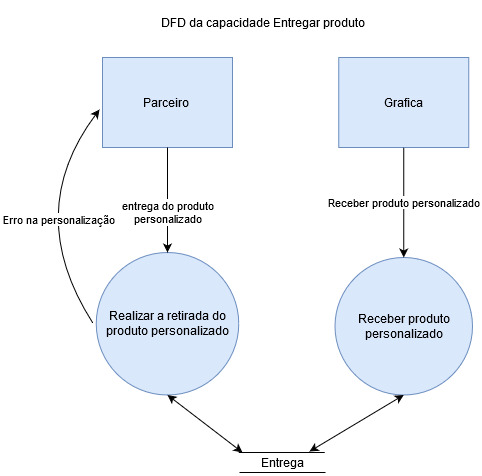 DFD da capacidade Entregar produto
Parceiro
Grafica
entrega do produto
personalizado
Receber produto personalizado
Erro na personalização
Realizar a retirada do
produto personalizado
Receber produto
personalizado
Entrega